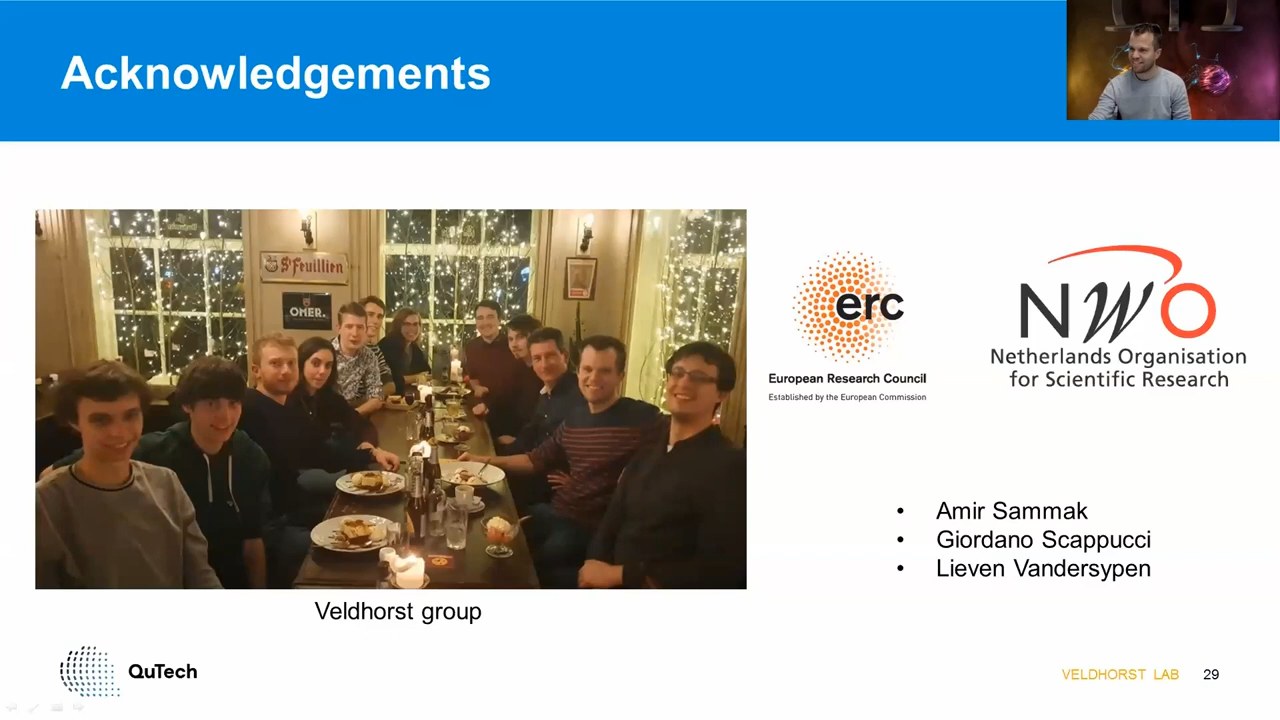 Acknowledgements
St Feuillien
OMER.
erc
European Research Council
Established by the European Commission
NWO
Netherlands Organisation
for Scientific Research
• Amir Sammak
• Giordano Scappucci
• Lieven Vandersypen
Veldhorst group
QuTech
VELDHORST LAB 29